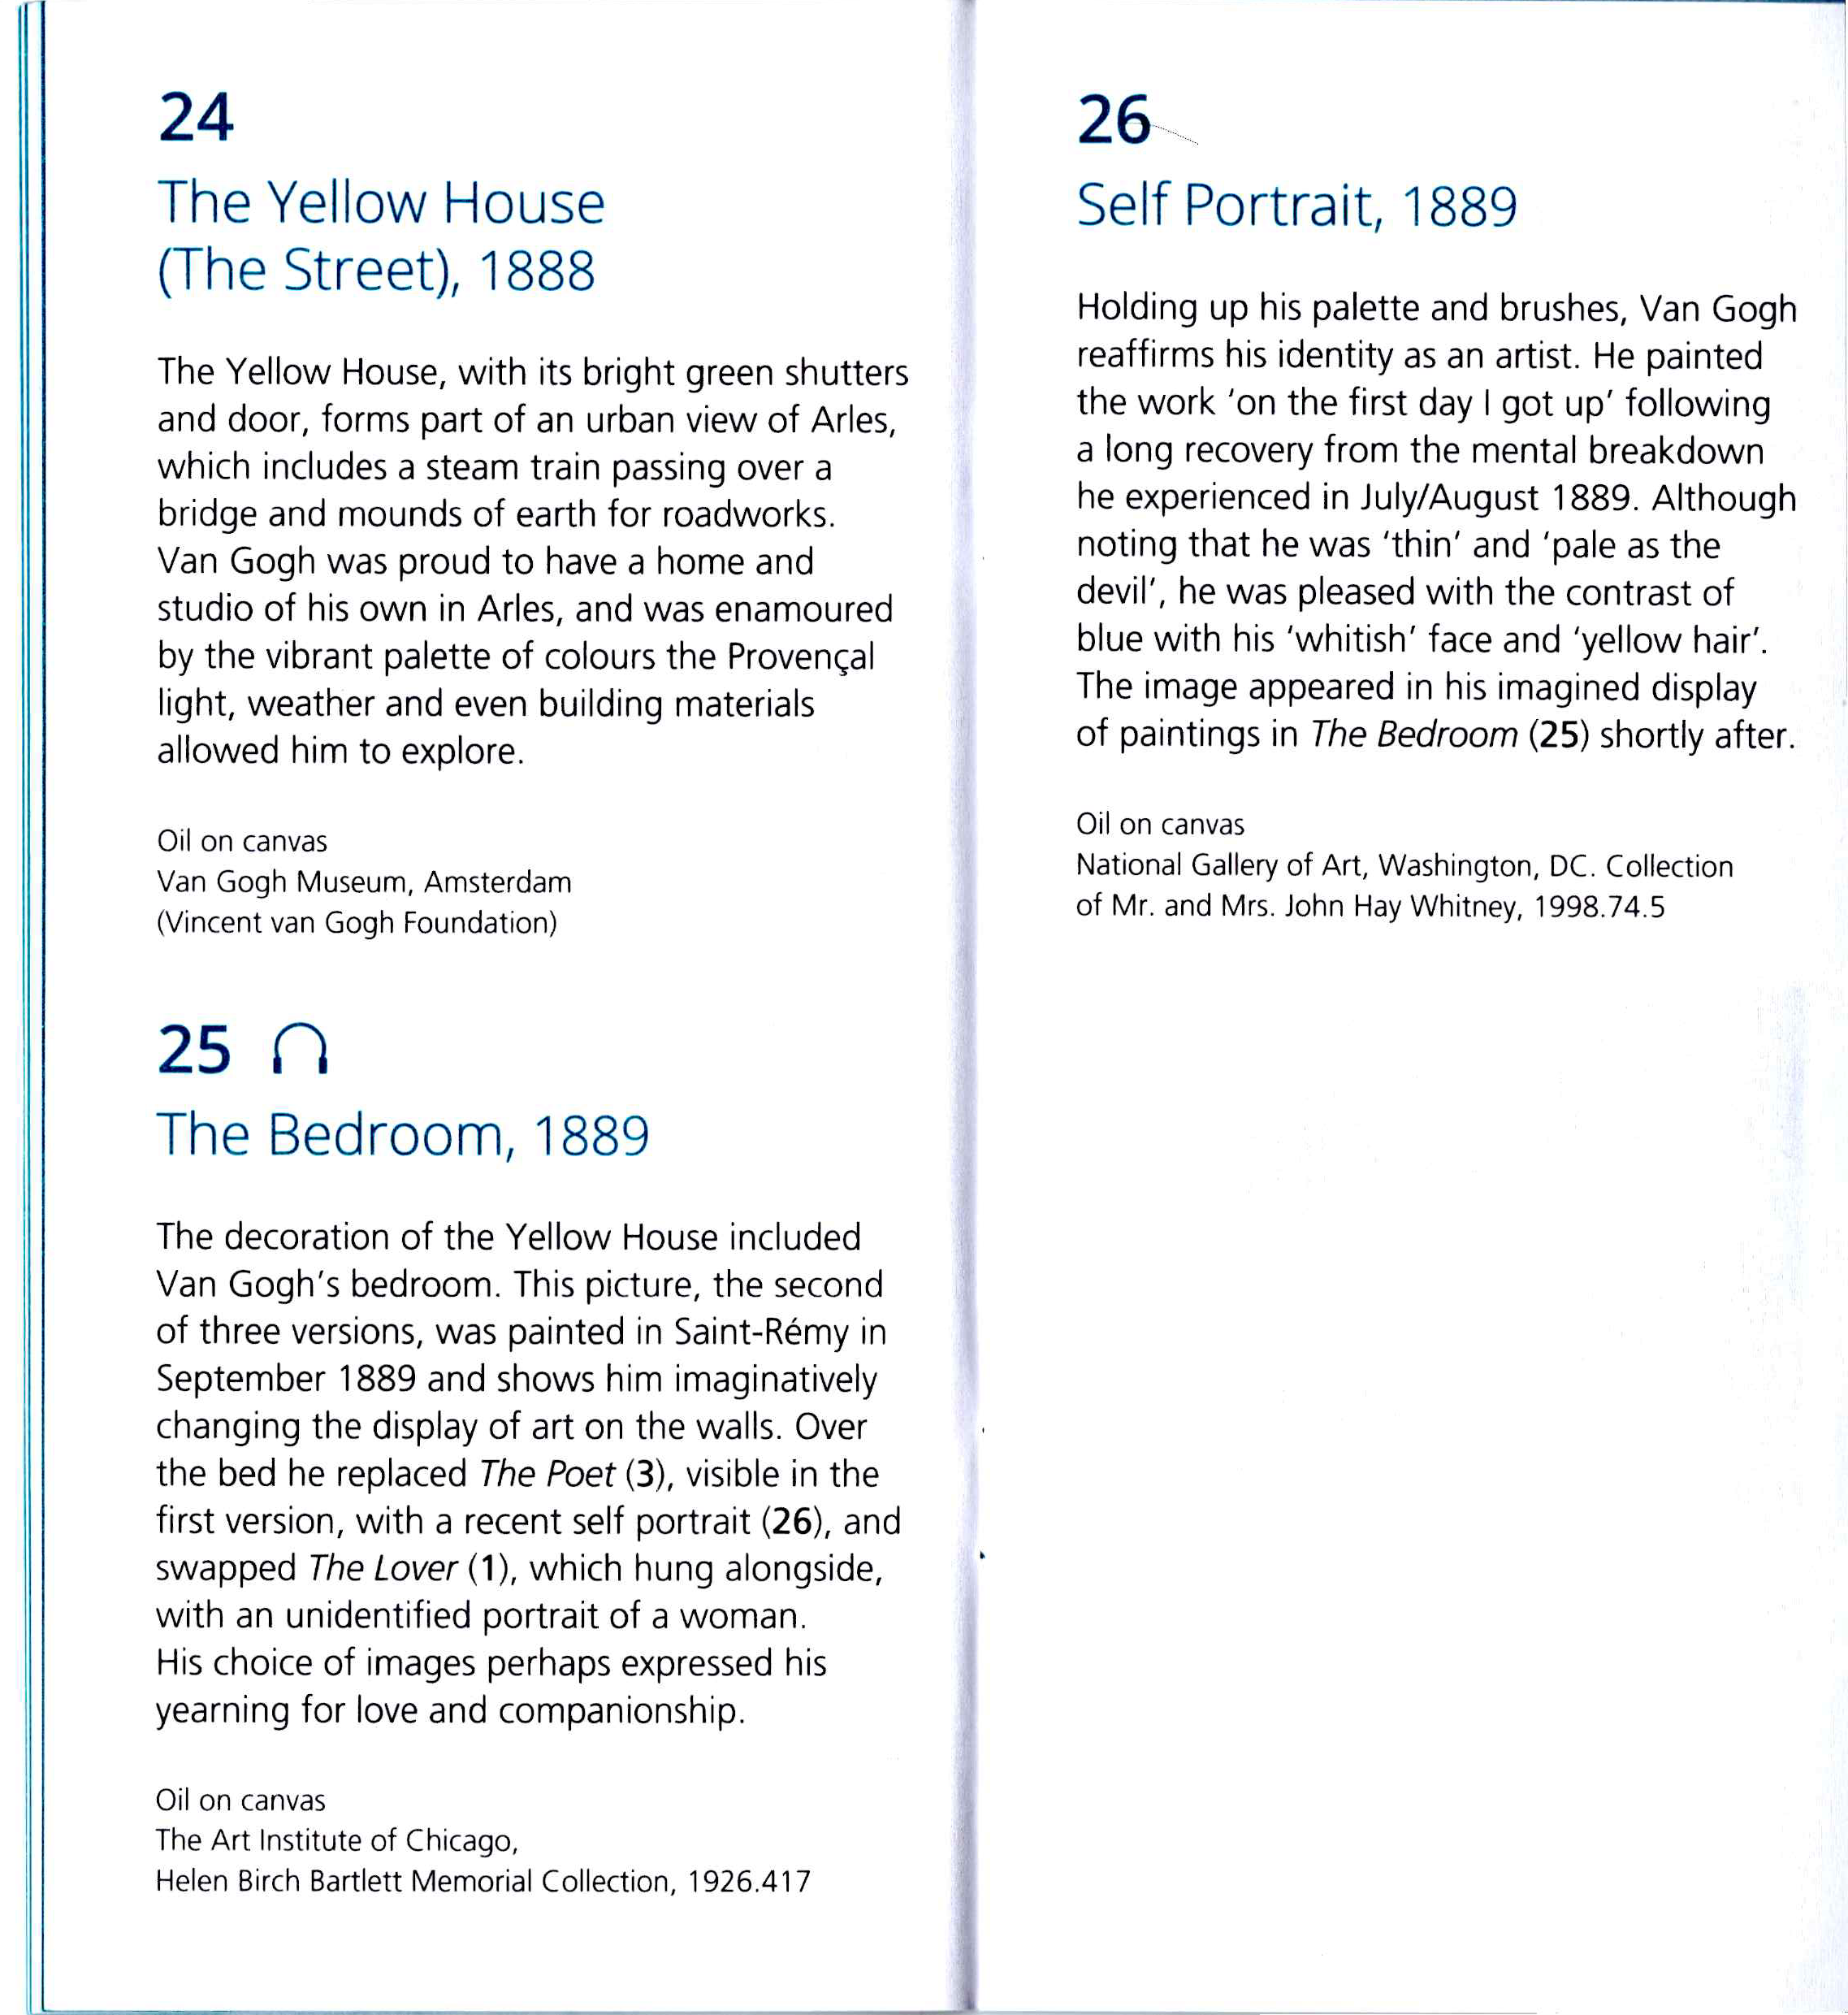 24
The Yellow House
(The Street), 1888
The Yellow House, with its bright green shutters
and door, forms part of an urban view of Arles,
which includes a steam train passing over a
bridge and mounds of earth for roadworks.
Van Gogh was proud to have a home and
studio of his own in Arles, and was enamoured
by the vibrant palette of colours the Provençal
light, weather and even building materials
allowed him to explore.
Oil on canvas
Van Gogh Museum, Amsterdam
(Vincent van Gogh Foundation)
25
The Bedroom, 1889
The decoration of the Yellow House included
Van Gogh’s bedroom. This picture, the second
of three versions, was painted in Saint-Rémy in
September 1889 and shows him imaginatively
changing the display of art on the walls. Over
the bed he replaced The Poet (3), visible in the
first version, with a recent self portrait (26), and
swapped The Lover (1), which hung alongside,
with an unidentified portrait of a woman.
His choice of images perhaps expressed his
yearning for love and companionship.
Oil on canvas
The Art Institute of Chicago,
Helen Birch Bartlett Memorial Collection, 1926.417
26
Self Portrait, 1889
Holding up his palette and brushes, Van Gogh
reaffirms his identity as an artist. He painted
the work ‘on the first day I got up’ following
a long recovery from the mental breakdown
he experienced in July/August 1889. Although
noting that he was ‘thin’ and ‘pale as the
devil’, he was pleased with the contrast of
blue with his ‘whitish’ face and ‘yellow hair’.
The image appeared in his imagined display
of paintings in The Bedroom (25) shortly after.
Oil on canvas
National Gallery of Art, Washington, DC. Collection
of Mr. and Mrs. John Hay Whitney, 1998.74.5